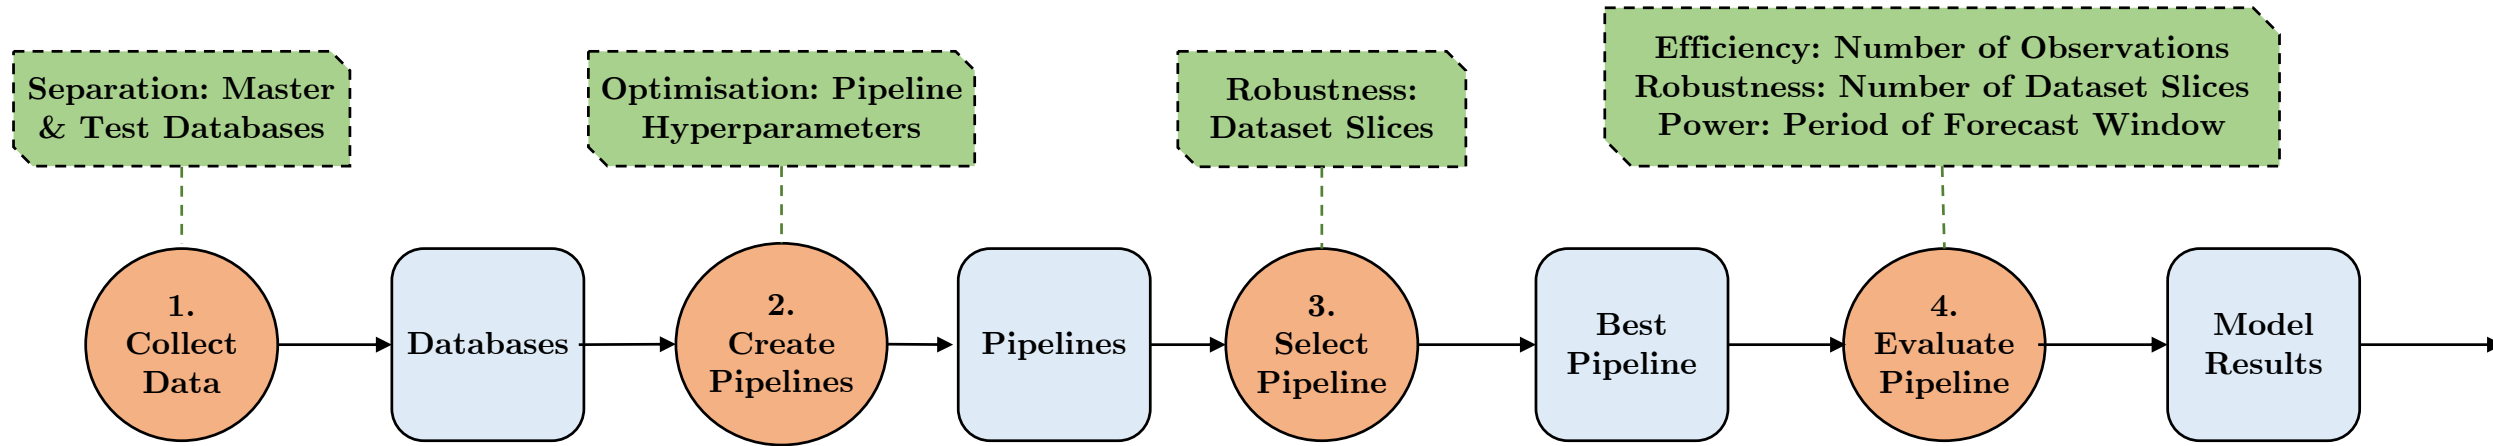 Separation: Master
& Test Databases
Optimisation: Pipeline
Hyperparameters
Robustness:
Dataset Slices
Efficiency: Number of Observations
Robustness: Number of Dataset Slices
Power: Period of Forecast Window
1.
Collect
Data
Databases
2.
Create
Pipelines
Pipelines
3.
Select
Pipeline
Best
Pipeline
4.
Evaluate
Pipeline
Model
Results